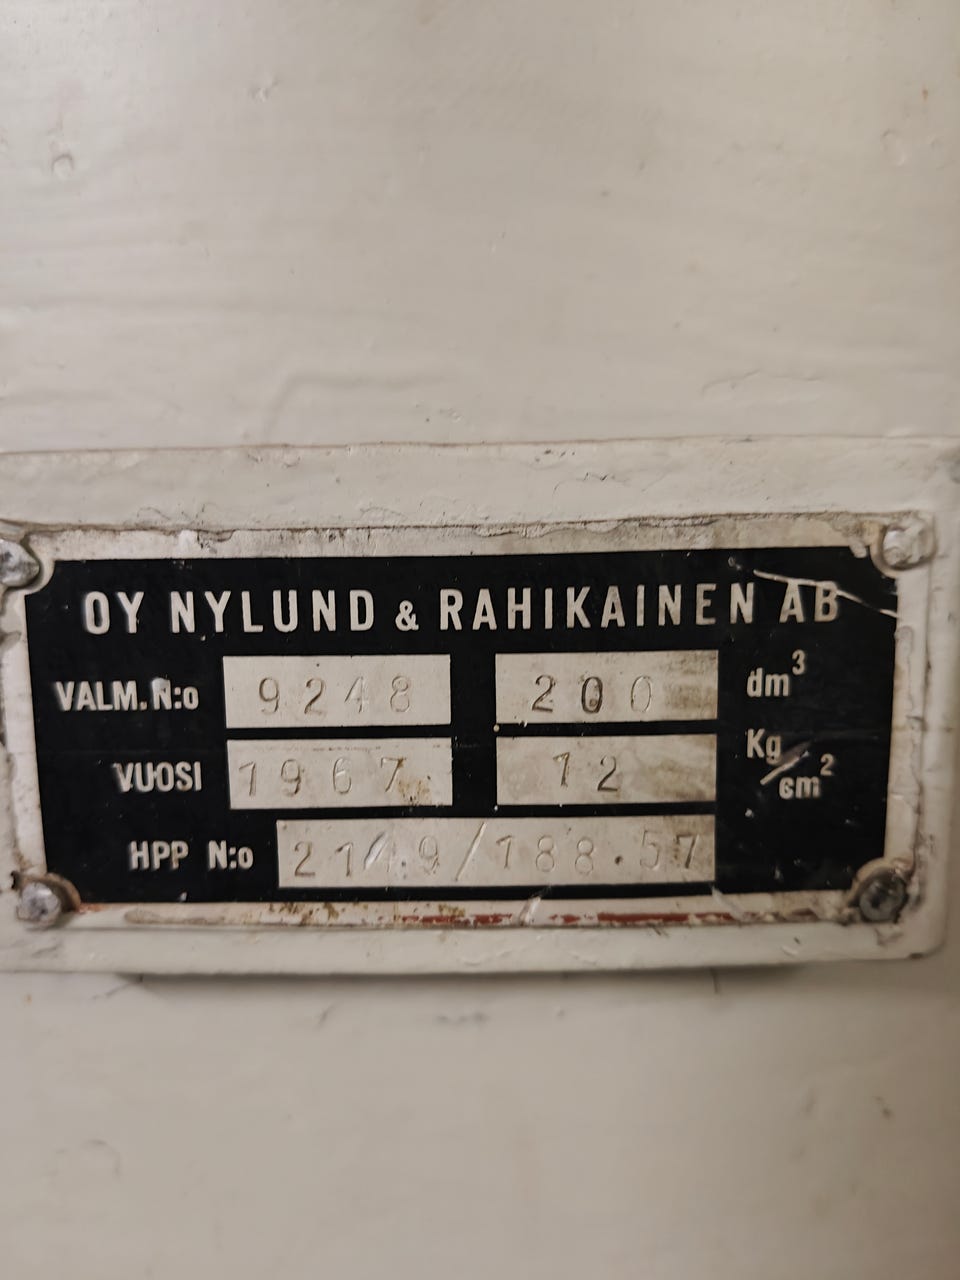 OY NYLUND & RAHIKAINEN AB
VALM. N:o 9248 200 dm³
VUOSI 1967 12 Kg/cm²
HPP N:o 2149/188.57